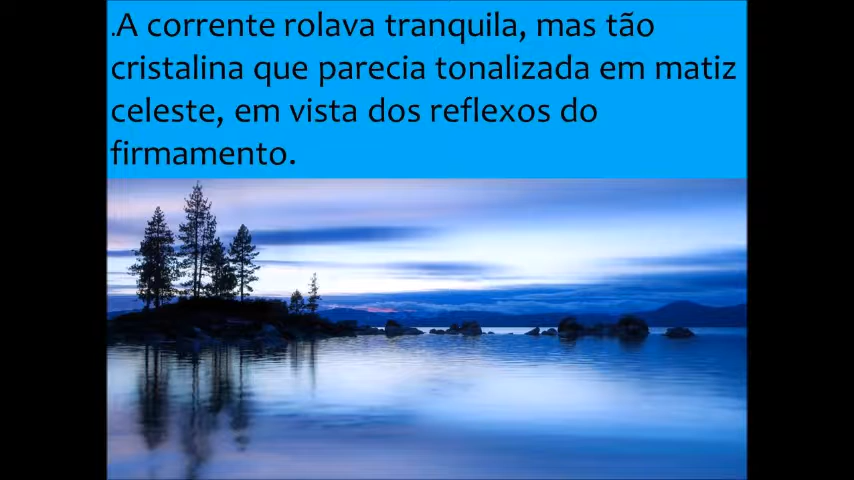 .A corrente rolava tranquila, mas tão
cristalina que parecia tonalizada em matiz
celeste, em vista dos reflexos do
firmamento.